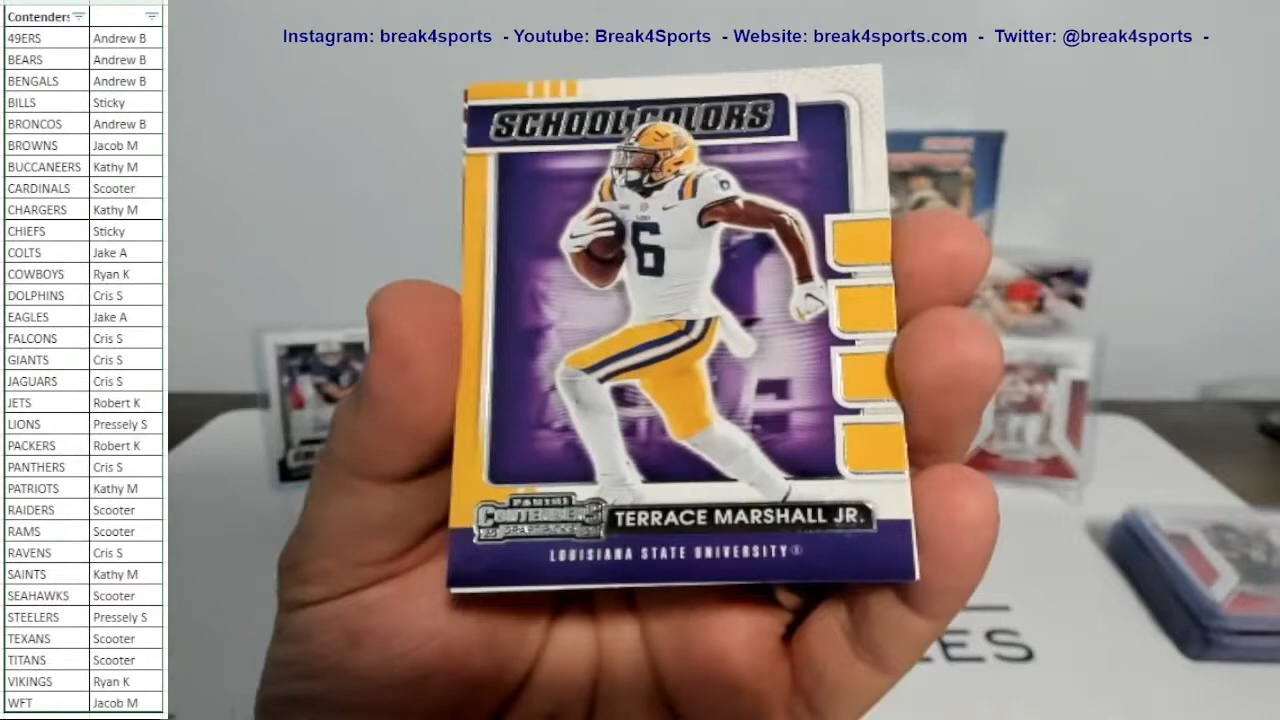 Contenders
49ERS Andrew B
BEARS Andrew B
BENGALS Andrew B
BILLS Sticky
BRONCOS Andrew B
BROWNS Jacob M
BUCCANEERS Kathy M
CARDINALS Scooter
CHARGERS Kathy M
CHIEFS Sticky
COLTS Jake A
COWBOYS Ryan K
DOLPHINS Cris S
EAGLES Jake A
FALCONS Cris S
GIANTS Cris S
JAGUARS Cris S
JETS Robert K
LIONS Pressely S
PACKERS Robert K
PANTHERS Cris S
PATRIOTS Kathy M
RAIDERS Scooter
RAMS Scooter
RAVENS Cris S
SAINTS Kathy M
SEAHAWKS Scooter
STEELERS Pressely S
TEXANS Scooter
TITANS Scooter
VIKINGS Ryan K
WFT Jacob M
Instagram: break4sports - Youtube: Break4Sports - Website: break4sports.com - Twitter: @break4sports -
SCHOOL COLORS
6
PANINI
CONTENDERS
TERRACE MARSHALL JR.
LOUISIANA STATE UNIVERSITY®